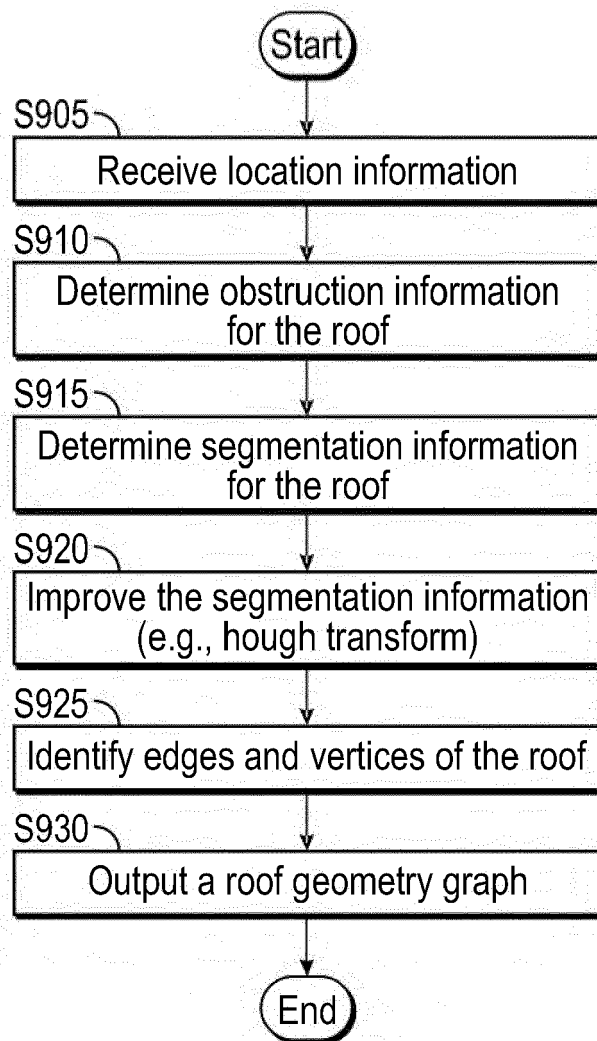 Start
S905
Receive location information
S910
Determine obstruction information
for the roof
S915
Determine segmentation information
for the roof
S920
Improve the segmentation information
(e.g., hough transform)
S925
Identify edges and vertices of the roof
S930
Output a roof geometry graph
End